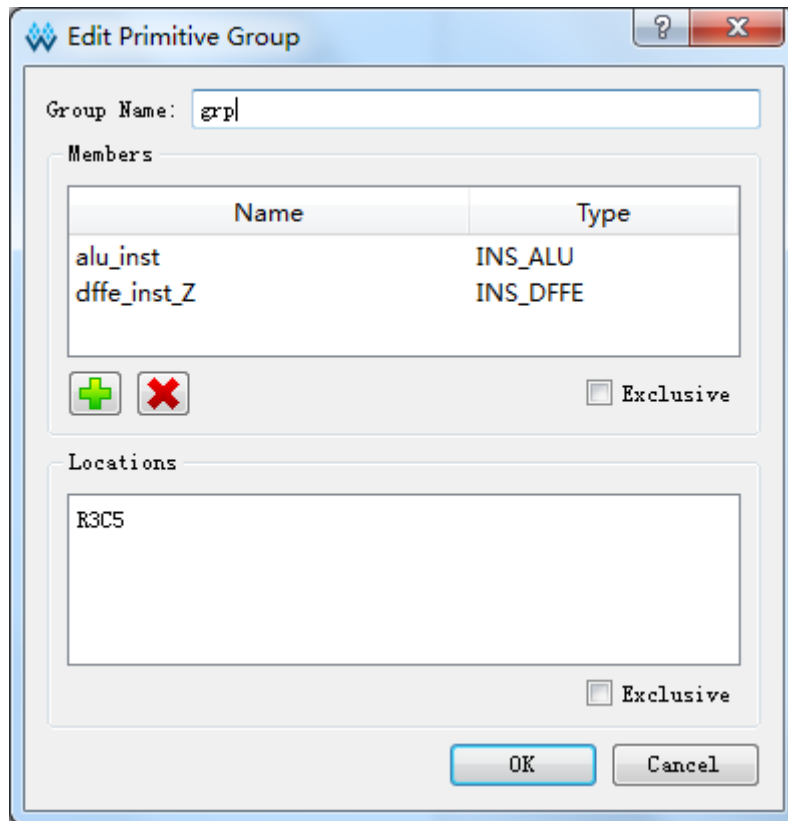 Edit Primitive Group
Group Name: grp
Members
Name Type
alu_inst INS_ALU
dffe_inst_Z INS_DFFE
Exclusive
Locations
R3C5
Exclusive
OK Cancel